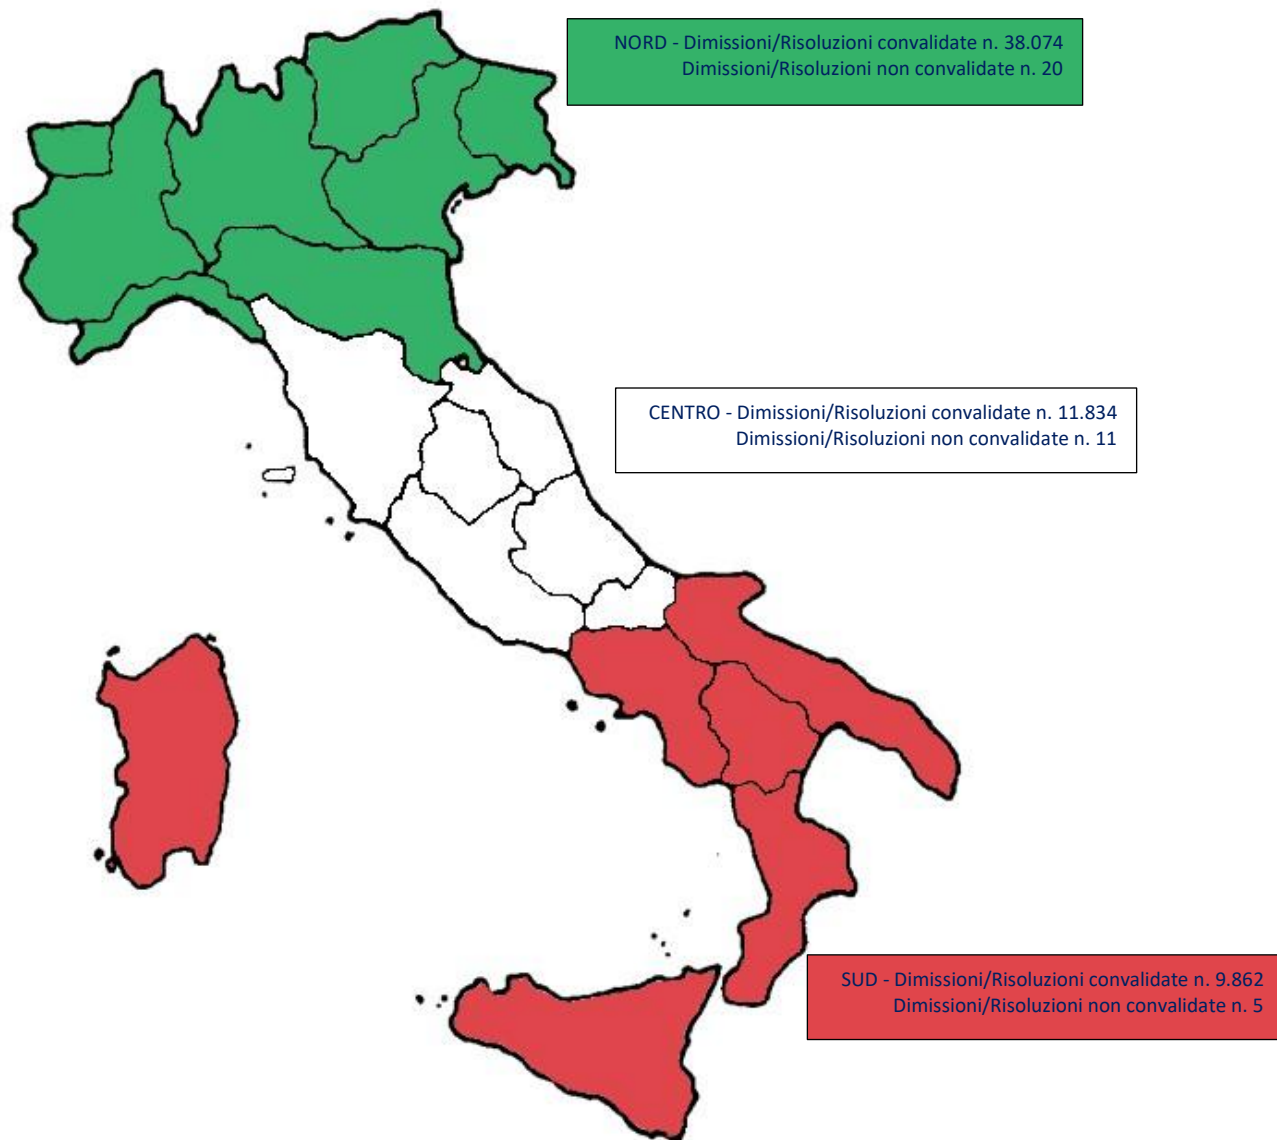 NORD - Dimissioni/Risoluzioni convalidate n. 38.074
Dimissioni/Risoluzioni non convalidate n. 20
CENTRO - Dimissioni/Risoluzioni convalidate n. 11.834
Dimissioni/Risoluzioni non convalidate n. 11
SUD - Dimissioni/Risoluzioni convalidate n. 9.862
Dimissioni/Risoluzioni non convalidate n. 5